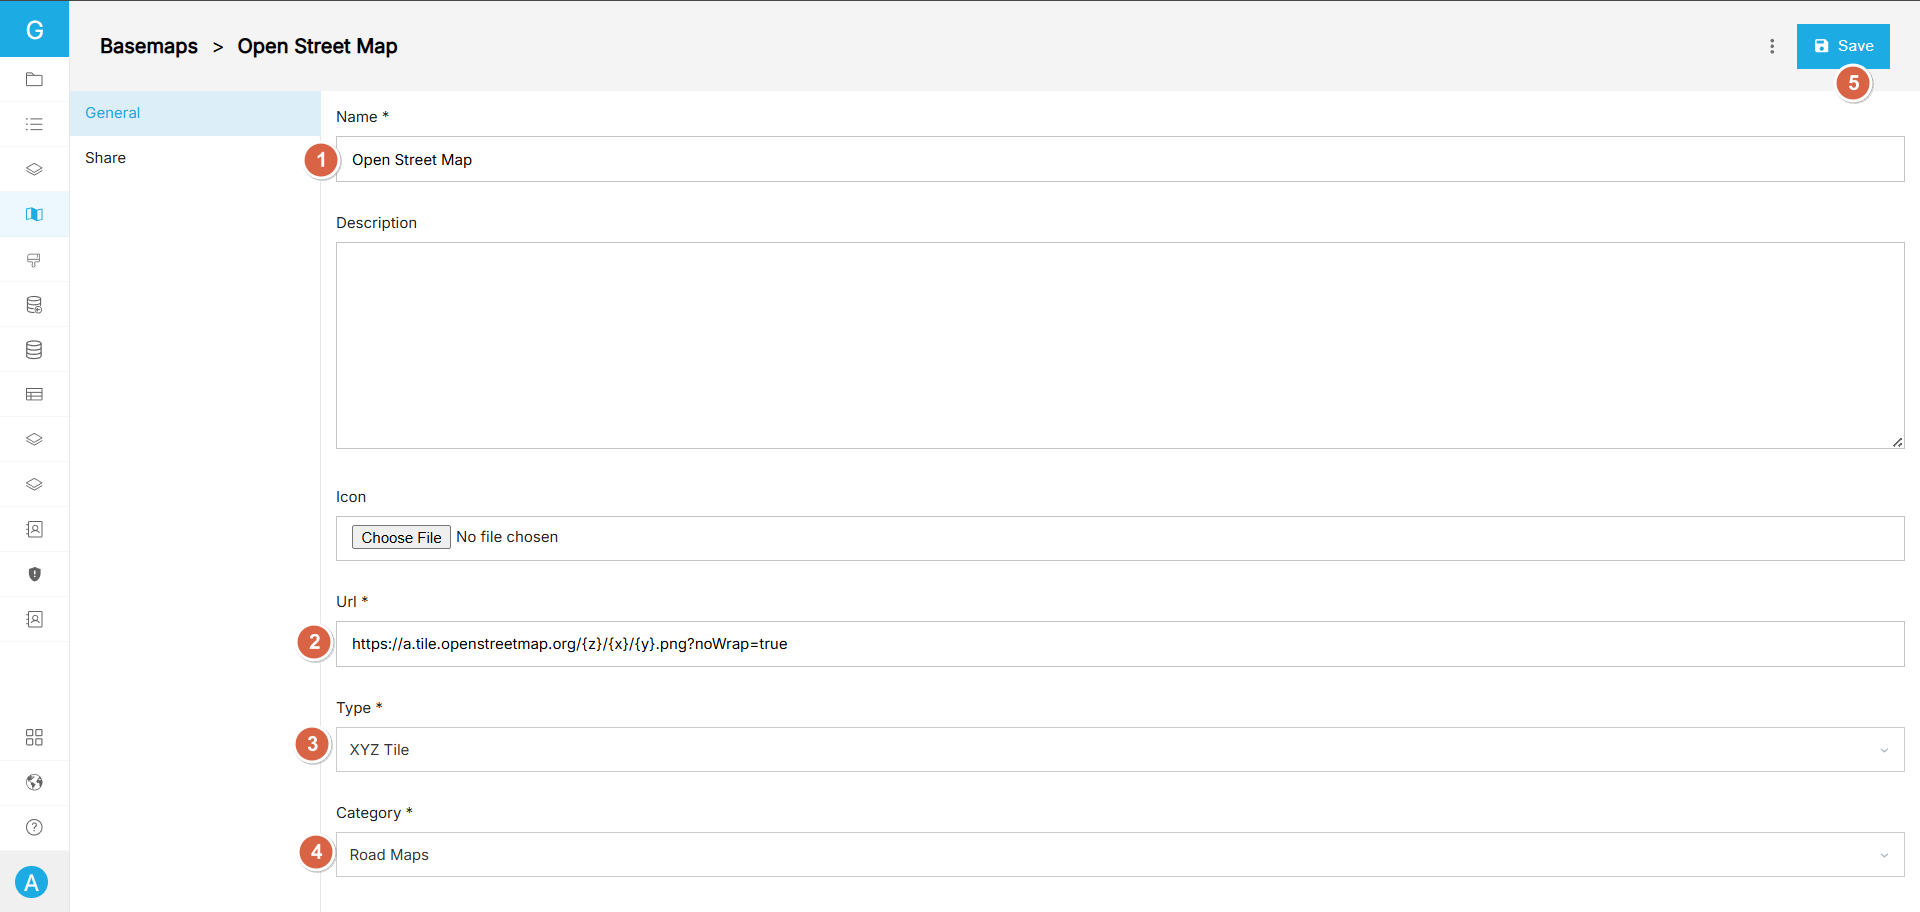 G
Basemaps > Open Street Map
Save
5
General
Share
Name *
1
Open Street Map
Description
Icon
Choose File No file chosen
Url *
2
https://a.tile.openstreetmap.org/{z}/{x}/{y}.png?noWrap=true
Type *
3
XYZ Tile
Category *
4
Road Maps
A